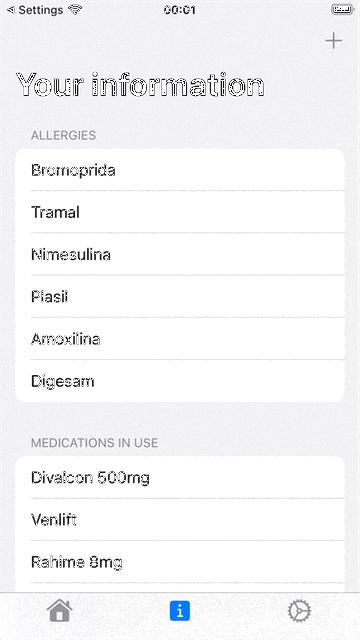 Settings
00:01
Your information
ALLERGIES
Bromoprida
Tramal
Nimesulina
Plasil
Amoxilina
Digesam
MEDICATIONS IN USE
Divalcon 500mg
Venlift
Rahime 8mg